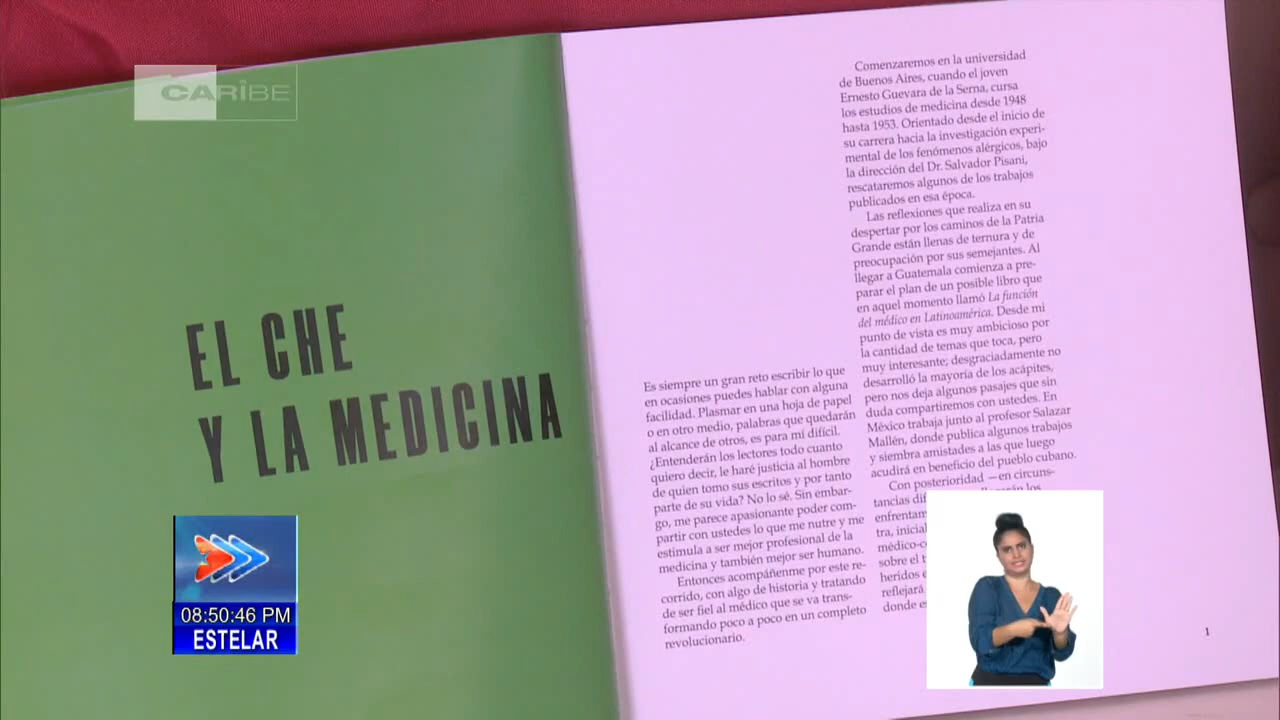 CARIBE
EL CHE
Y LA MEDICINA
Es siempre un gran reto escribir lo que
en ocasiones puedes hablar con alguna
facilidad. Plasmar en una hoja de papel
o en otro medio, palabras que quedarán
al alcance de otros, es para mí difícil.
¿Entenderán los lectores todo cuanto
quiero decir, le haré justicia al hombre
de quien tomo sus escritos y por tanto
parte de su vida? No lo sé. Sin embar-
go, me parece apasionante poder com-
partir con ustedes lo que me nutre y me
estimula a ser mejor profesional de la
medicina y también mejor ser humano.
Entonces acompáñenme por este re-
corrido, con algo de historia y tratando
de ser fiel al médico que se va trans-
formando poco a poco en un completo
revolucionario.
Comenzaremos en la universidad
de Buenos Aires, cuando el joven
Ernesto Guevara de la Serna, cursa
los estudios de medicina desde 1948
hasta 1953. Orientado desde el inicio de
su carrera hacia la investigación experi-
mental de los fenómenos alérgicos, bajo
la dirección del Dr. Salvador Pisani,
rescataremos algunos de los trabajos
publicados en esa época.
Las reflexiones que realiza en su
despertar por los caminos de la Patria
Grande están llenas de ternura y de
preocupación por sus semejantes. Al
llegar a Guatemala comienza a pre-
parar el plan de un posible libro que
en aquel momento llamó La función
del médico en Latinoamérica. Desde mi
punto de vista es muy ambicioso por
la cantidad de temas que toca, pero
muy interesante; desgraciadamente no
desarrolló la mayoría de los acápites,
pero nos deja algunos pasajes que sin
duda compartiremos con ustedes. En
México trabaja junto al profesor Salazar
Mallén, donde publica algunos trabajos
y siembra amistades a las que luego
acudirá en beneficio del pueblo cubano.
Con posterioridad —en circuns-
tancias
los
tra, inicial
médico-
sobre el
heridos
reflejará
donde
1
08:50:46 PM
ESTELAR